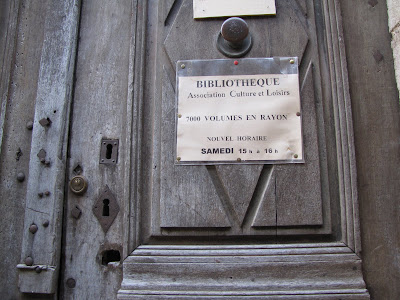 BIBLIOTHEQUE
Association Culture et Loisirs
7000 VOLUMES EN RAYON
NOUVEL HORAIRE
SAMEDI 15 h à 16 h